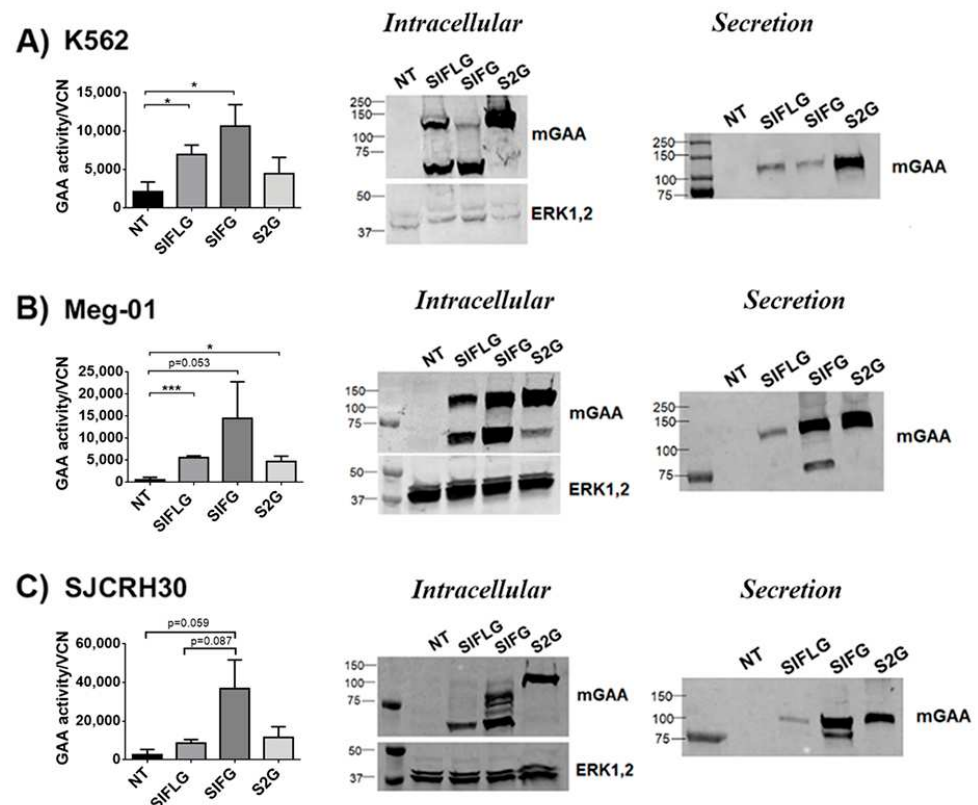 A) K562
Intracellular
Secretion
GAA activity/VCN
15,000
10,000
5,000
0
*
*
NT
SIFLG
SIFG
S2G
NT
SIFLG
SIFG
S2G
250
150
100
75
mGAA
50
37
ERK1,2
NT
SIFLG
SIFG
S2G
250
150
100
75
mGAA
B) Meg-01
Intracellular
Secretion
GAA activity/VCN
25,000
20,000
15,000
10,000
5,000
0
*
p=0.053
***
NT
SIFLG
SIFG
S2G
NT
SIFLG
SIFG
S2G
150
100
75
mGAA
50
37
ERK1,2
NT
SIFLG
SIFG
S2G
250
150
100
75
mGAA
C) SJCRH30
Intracellular
Secretion
GAA activity/VCN
60,000
40,000
20,000
0
p=0.059
p=0.087
NT
SIFLG
SIFG
S2G
NT
SIFLG
SIFG
S2G
150
100
75
mGAA
50
37
ERK1,2
NT
SIFLG
SIFG
S2G
150
100
75
mGAA